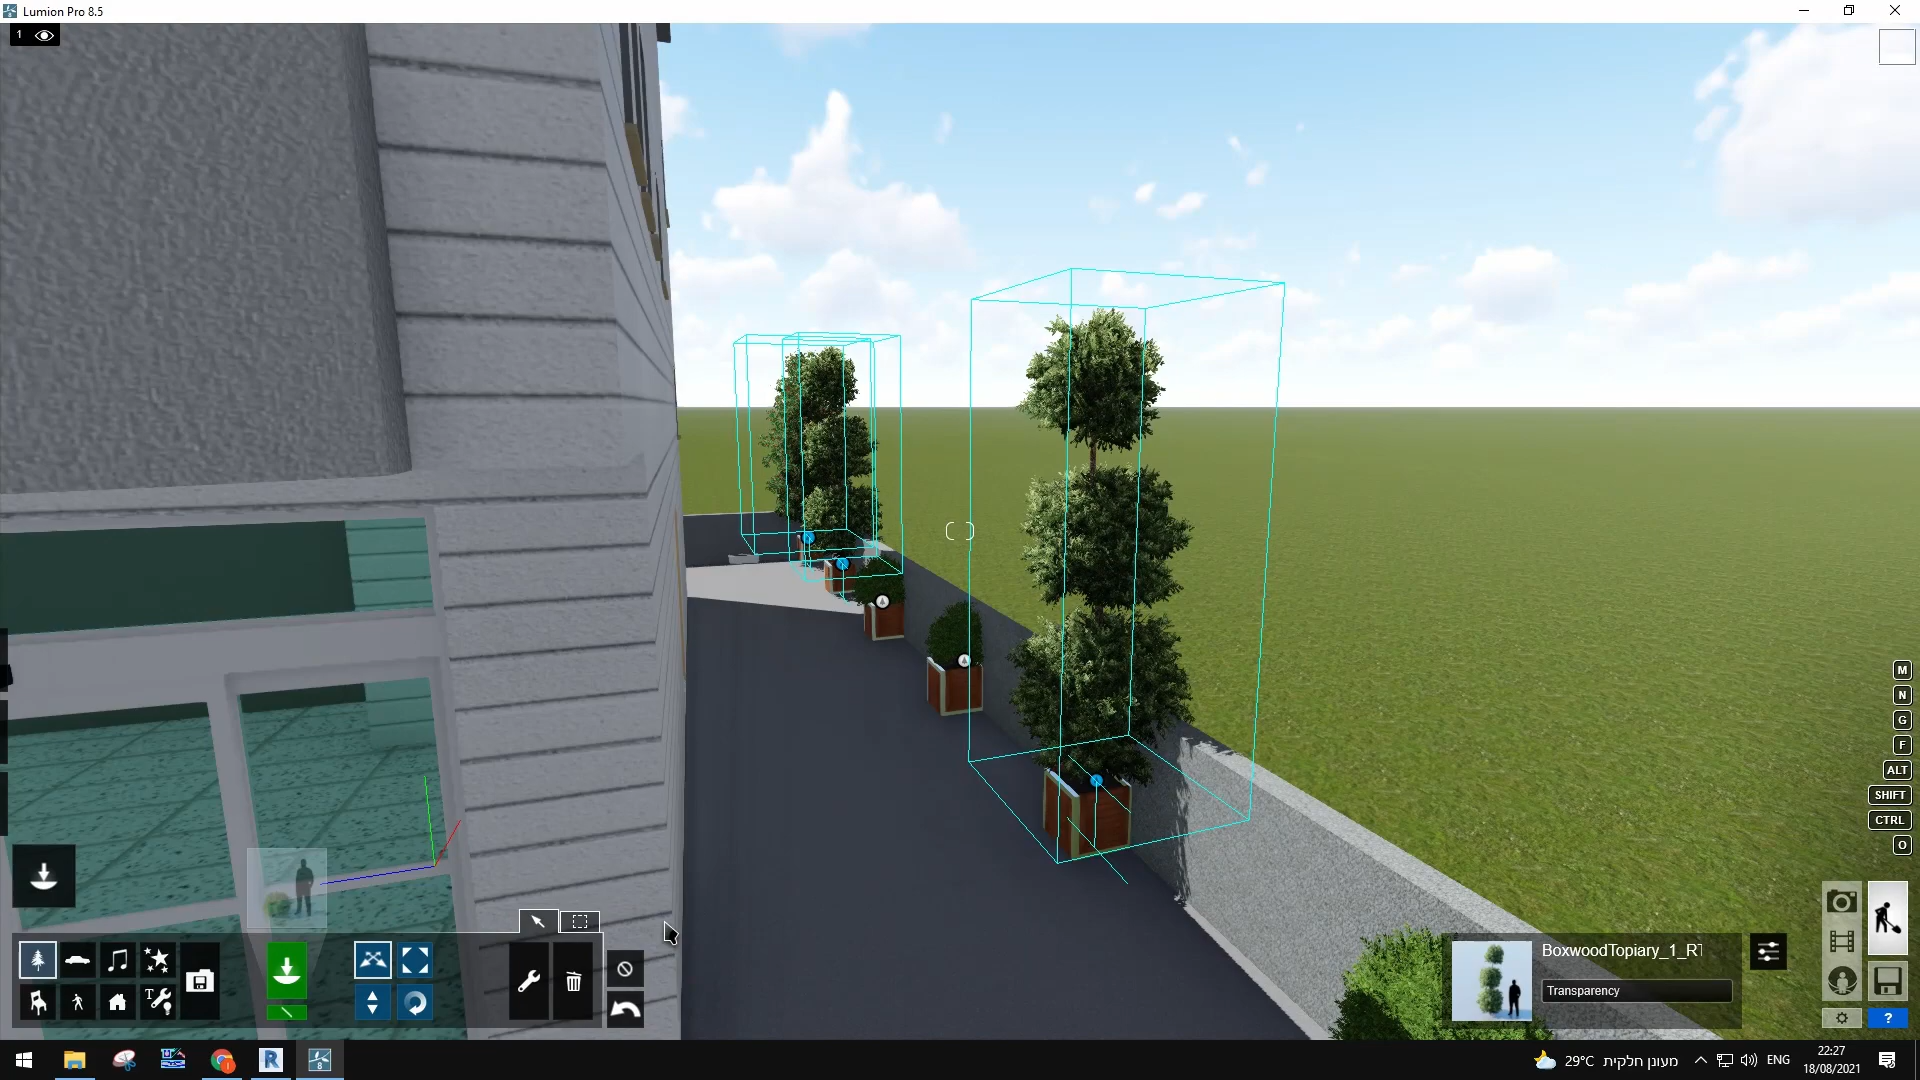 Lumion Pro 8.5
1
M
N
G
F
ALT
SHIFT
CTRL
O
BoxwoodTopiary_1_RT
Transparency
?
T
R
8
29°C מעונן חלקית
ENG
22:27
18/08/2021